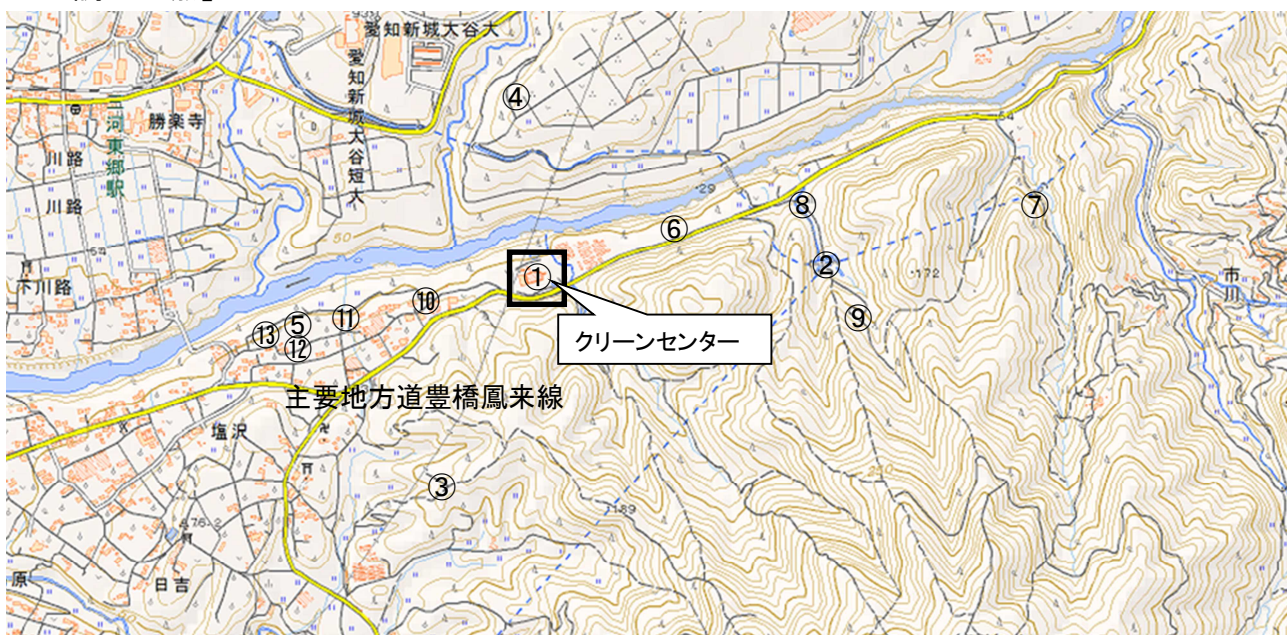 愛知新城大谷大
愛知新城大谷短大
④
勝楽寺
三河東郷駅
川路
川路
54
50
下川路
29
54
⑥
⑧
⑦
②
172
市川
①
クリーンセンター
⑨
⑩
⑪
⑤
⑬
⑫
主要地方道豊橋鳳来線
塩沢
③
250
189
76.2
日吉
原